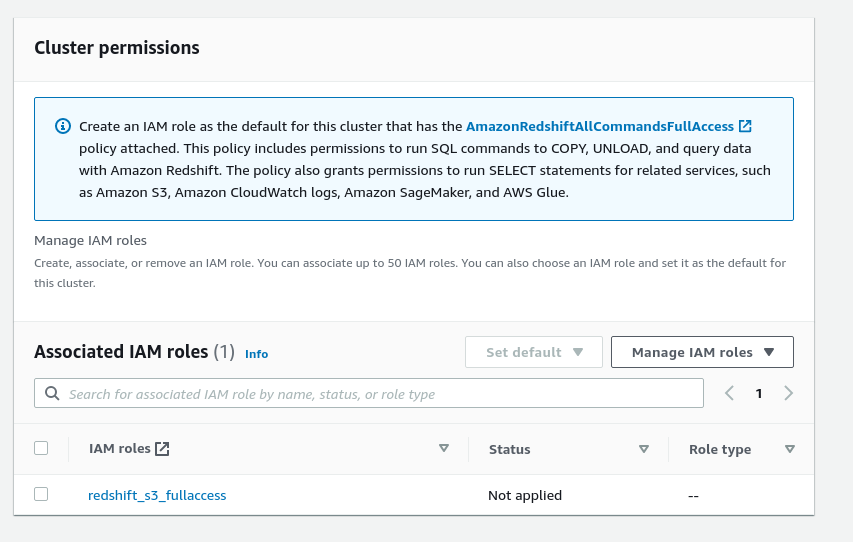 Cluster permissions
Create an IAM role as the default for this cluster that has the AmazonRedshiftAllCommandsFullAccess
policy attached. This policy includes permissions to run SQL commands to COPY, UNLOAD, and query data
with Amazon Redshift. The policy also grants permissions to run SELECT statements for related services, such
as Amazon S3, Amazon CloudWatch logs, Amazon SageMaker, and AWS Glue.
Manage IAM roles
Create, associate, or remove an IAM role. You can associate up to 50 IAM roles. You can also choose an IAM role and set it as the default for
this cluster.
Associated IAM roles (1) Info Set default Manage IAM roles
Search for associated IAM role by name, status, or role type 1
IAM roles Status Role type
redshift_s3_fullaccess Not applied --